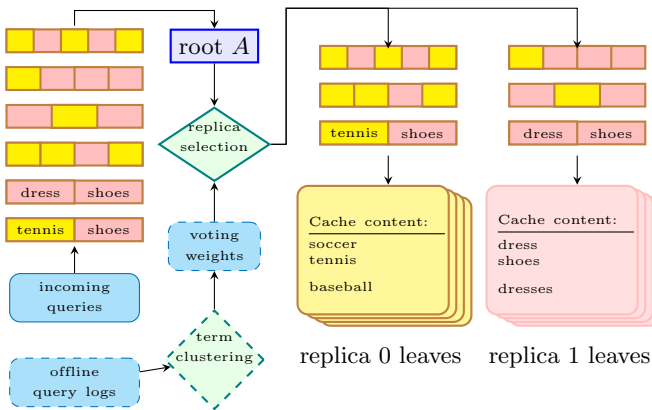 root A
replica
selection
tennis shoes
dress shoes
dress shoes
tennis shoes
voting
weights
incoming
queries
Cache content:
soccer
tennis
baseball
Cache content:
dress
shoes
dresses
term
clustering
offline
query logs
replica 0 leaves
replica 1 leaves